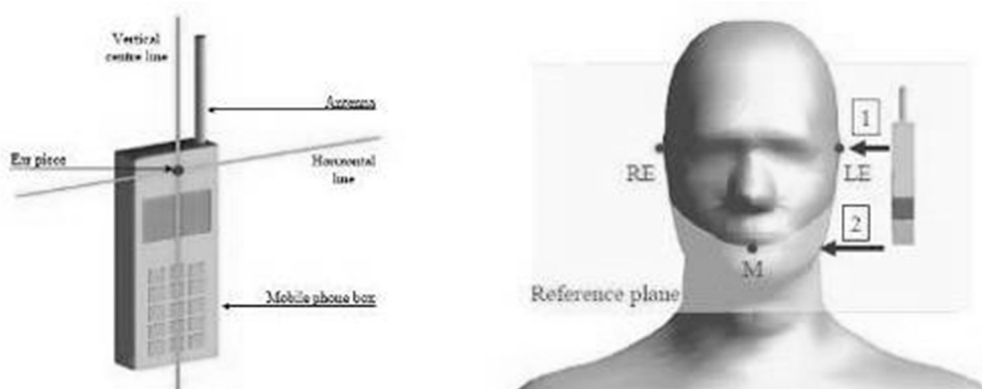 Vertical
centre line
Antenna
Ear piece
Horizontal
line
Mobile phone box
1
RE
LE
2
M
Reference plane